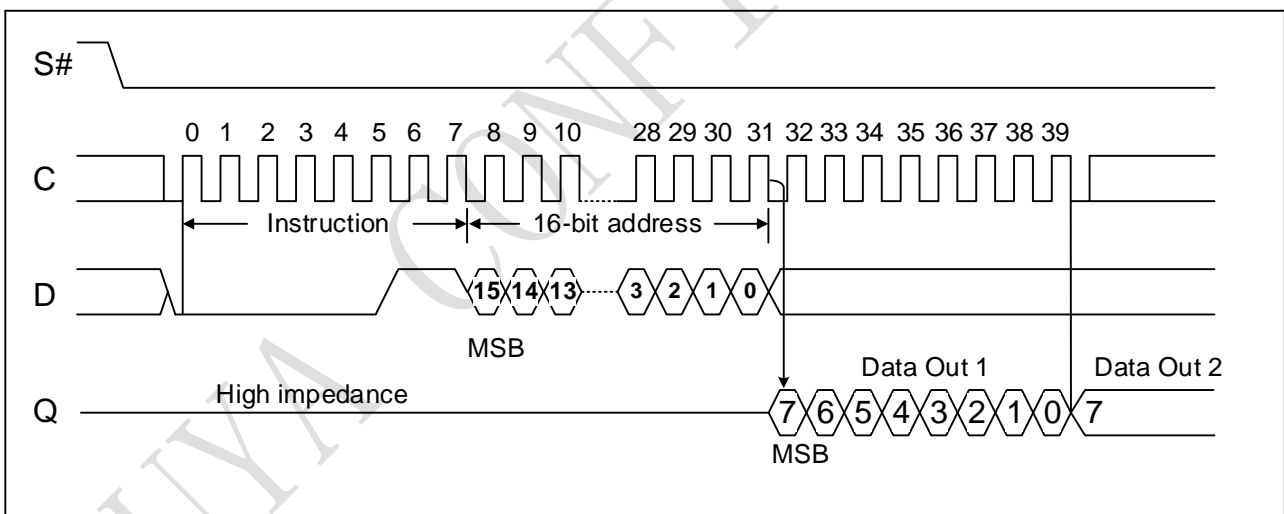 S#
0 1 2 3 4 5 6 7 8 9 10 28 29 30 31 32 33 34 35 36 37 38 39
C
Instruction 16-bit address
D
15 14 13 3 2 1 0
MSB
Data Out 1 Data Out 2
High impedance
Q
7 6 5 4 3 2 1 0 7
MSB
UYA CONF